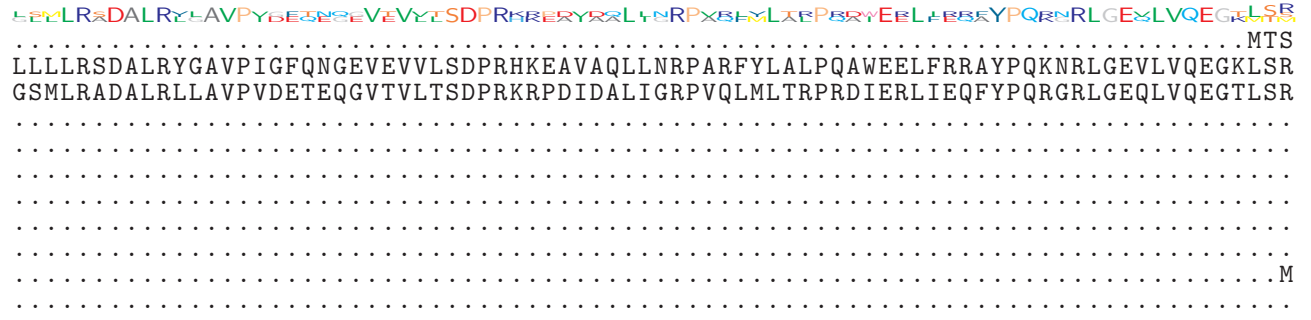 .............................................................................MTS
LLLLRSDALRYGAVPIGFQNGEVEVVLSDPRHKEAVAQLLNRPARFYLALPQAWEELFRRAYPQKNRLGEVLVQEGKLSR
GSMLRADALRLLAVPVDETEQGVTVLTSDPRKRPDIDALIGRPVQLMLTRPRDIERLIEQFYPQRGRLGEQLVQEGTLSR
................................................................................
................................................................................
................................................................................
................................................................................
................................................................................
................................................................................
...............................................................................M
................................................................................